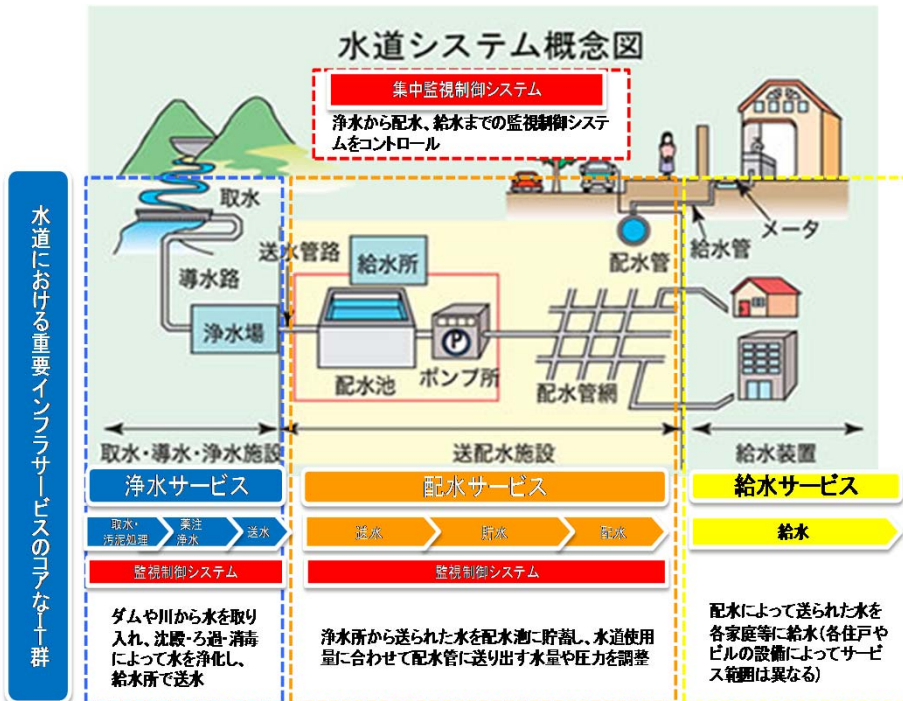 水道システム概念図
集中監視制御システム
浄水から配水、給水までの監視制御システ
ムをコントロール
水道における重要インフラサービスのコアなIT群
取水
導水路
浄水場
送水管路
給水所
配水池
ポンプ所
P
配水管
給水管
メータ
配水管網
取水・導水・浄水施設
送配水施設
給水装置
浄水サービス
配水サービス
給水サービス
取水・
汚泥処理
薬注
浄水
送水
送水
貯水
配水
給水
監視制御システム
監視制御システム
ダムや川から水を取り
入れ、沈殿・ろ過・消毒
によって水を浄化し、
給水所で送水
浄水所から送られた水を配水池に貯蓄し、水道使用
量に合わせて配水管に送り出す水量や圧力を調整
配水によって送られた水を
各家庭等に給水(各住戸や
ビルの設備によってサービ
ス範囲は異なる)